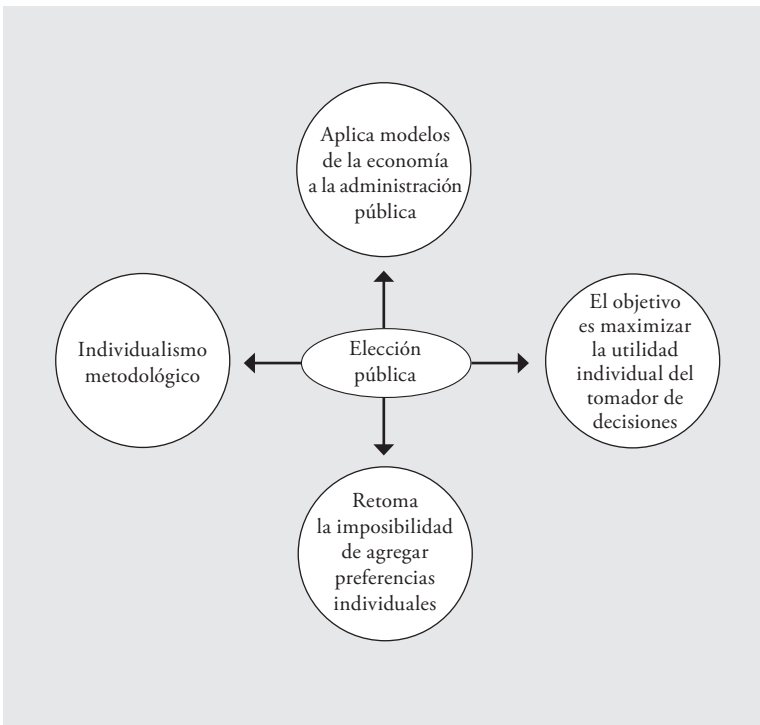 Aplica modelos
de la economía
a la administración
pública
Individualismo
metodológico
Elección
pública
El objetivo
es maximizar
la utilidad
individual del
tomador de
decisiones
Retoma
la imposibilidad
de agregar
preferencias
individuales